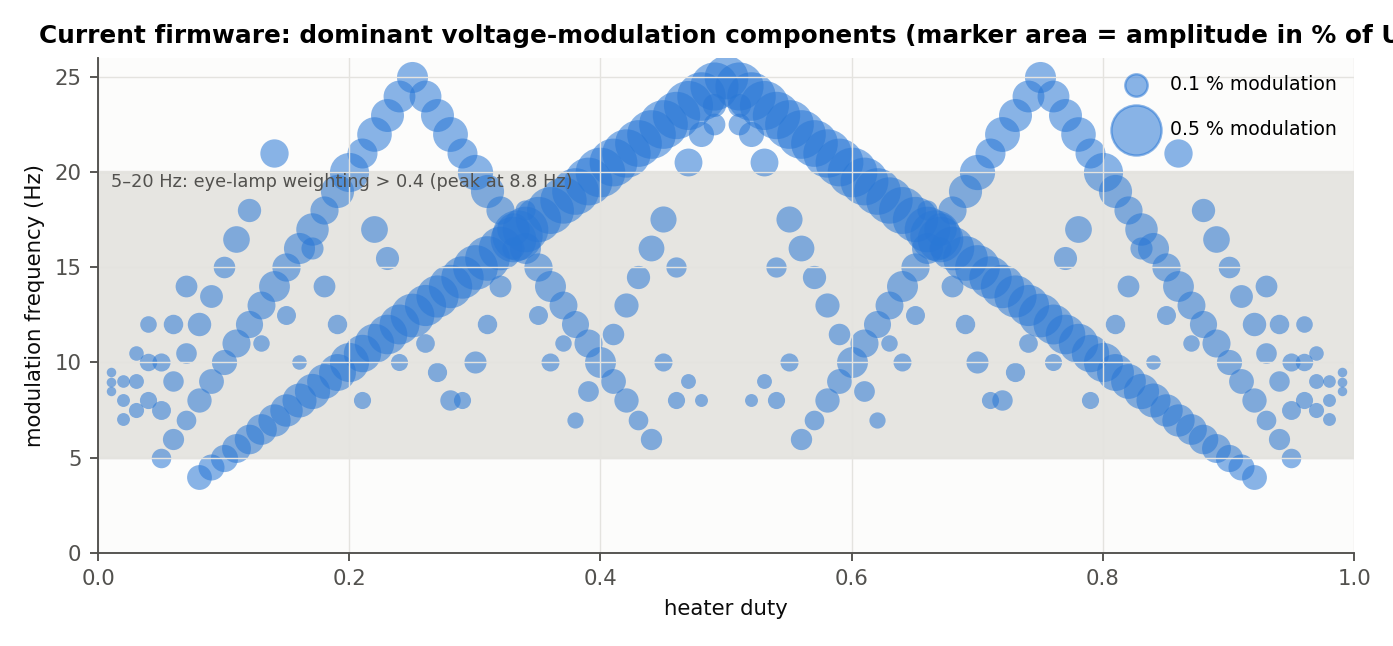 Current firmware: dominant voltage-modulation components (marker area = amplitude in % of U
25
20
15
10
5
0
modulation frequency (Hz)
0.1 % modulation
0.5 % modulation
5–20 Hz: eye-lamp weighting > 0.4 (peak at 8.8 Hz)
0.0 0.2 0.4 0.6 0.8 1.0
heater duty